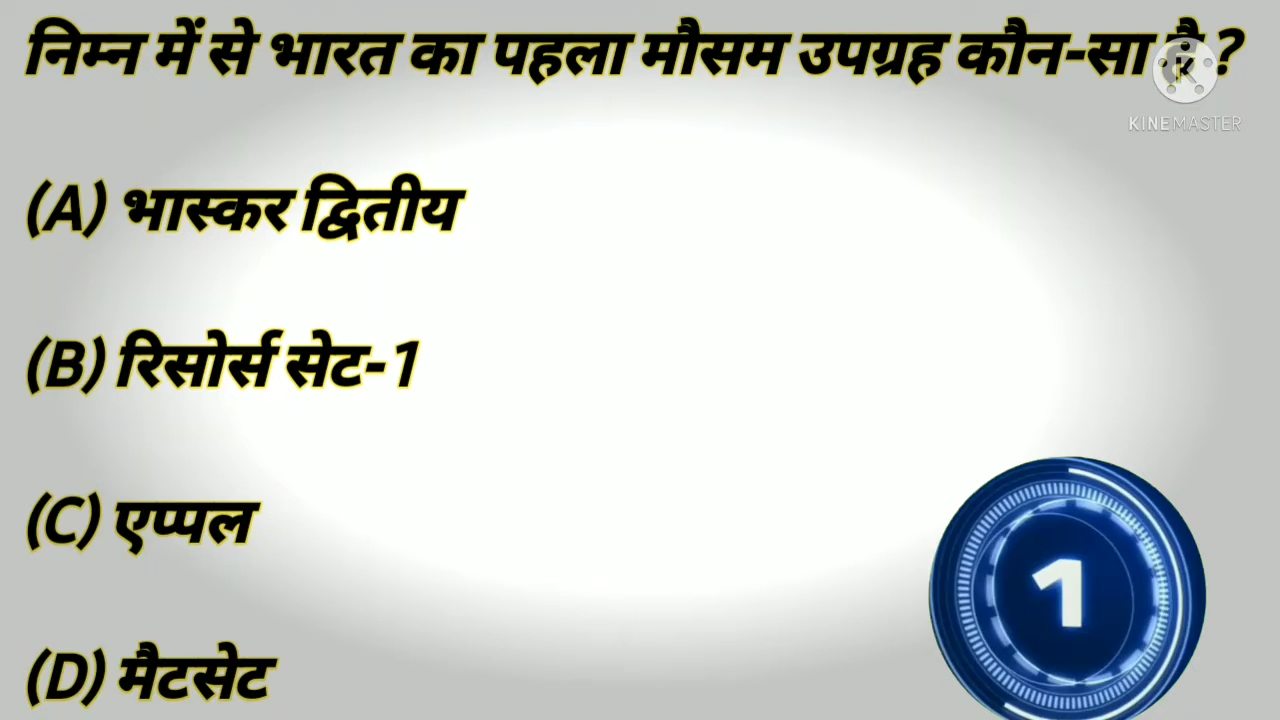 निम्न में से भारत का पहला मौसम उपग्रह कौन-सा है ?
KINEMASTER
(A) भास्कर द्वितीय
(B) रिसोर्स सेट-1
(C) एप्पल
1
(D) मैटसेट